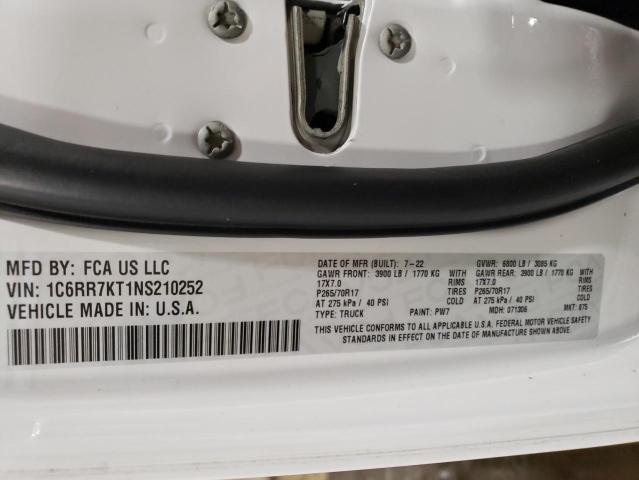 MFD BY: FCA US LLC
VIN: 1C6RR7KT1NS210252
VEHICLE MADE IN: U.S.A.
DATE OF MFR (BUILT): 7-22 GVWR: 6800 LB / 3085 KG
GAWR FRONT: 3900 LB / 1770 KG GAWR REAR: 3900 LB / 1770 KG
17X7.0 RIMS 17X7.0 RIMS
P265/70R17 TIRES P265/70R17 TIRES
AT 275 kPa / 40 PSI COLD AT 275 kPa / 40 PSI COLD
TYPE: TRUCK PAINT: PW7 MDH: 071306 MKT: 875
THIS VEHICLE CONFORMS TO ALL APPLICABLE U.S.A. FEDERAL MOTOR VEHICLE SAFETY
STANDARDS IN EFFECT ON THE DATE OF MANUFACTURE SHOWN ABOVE.